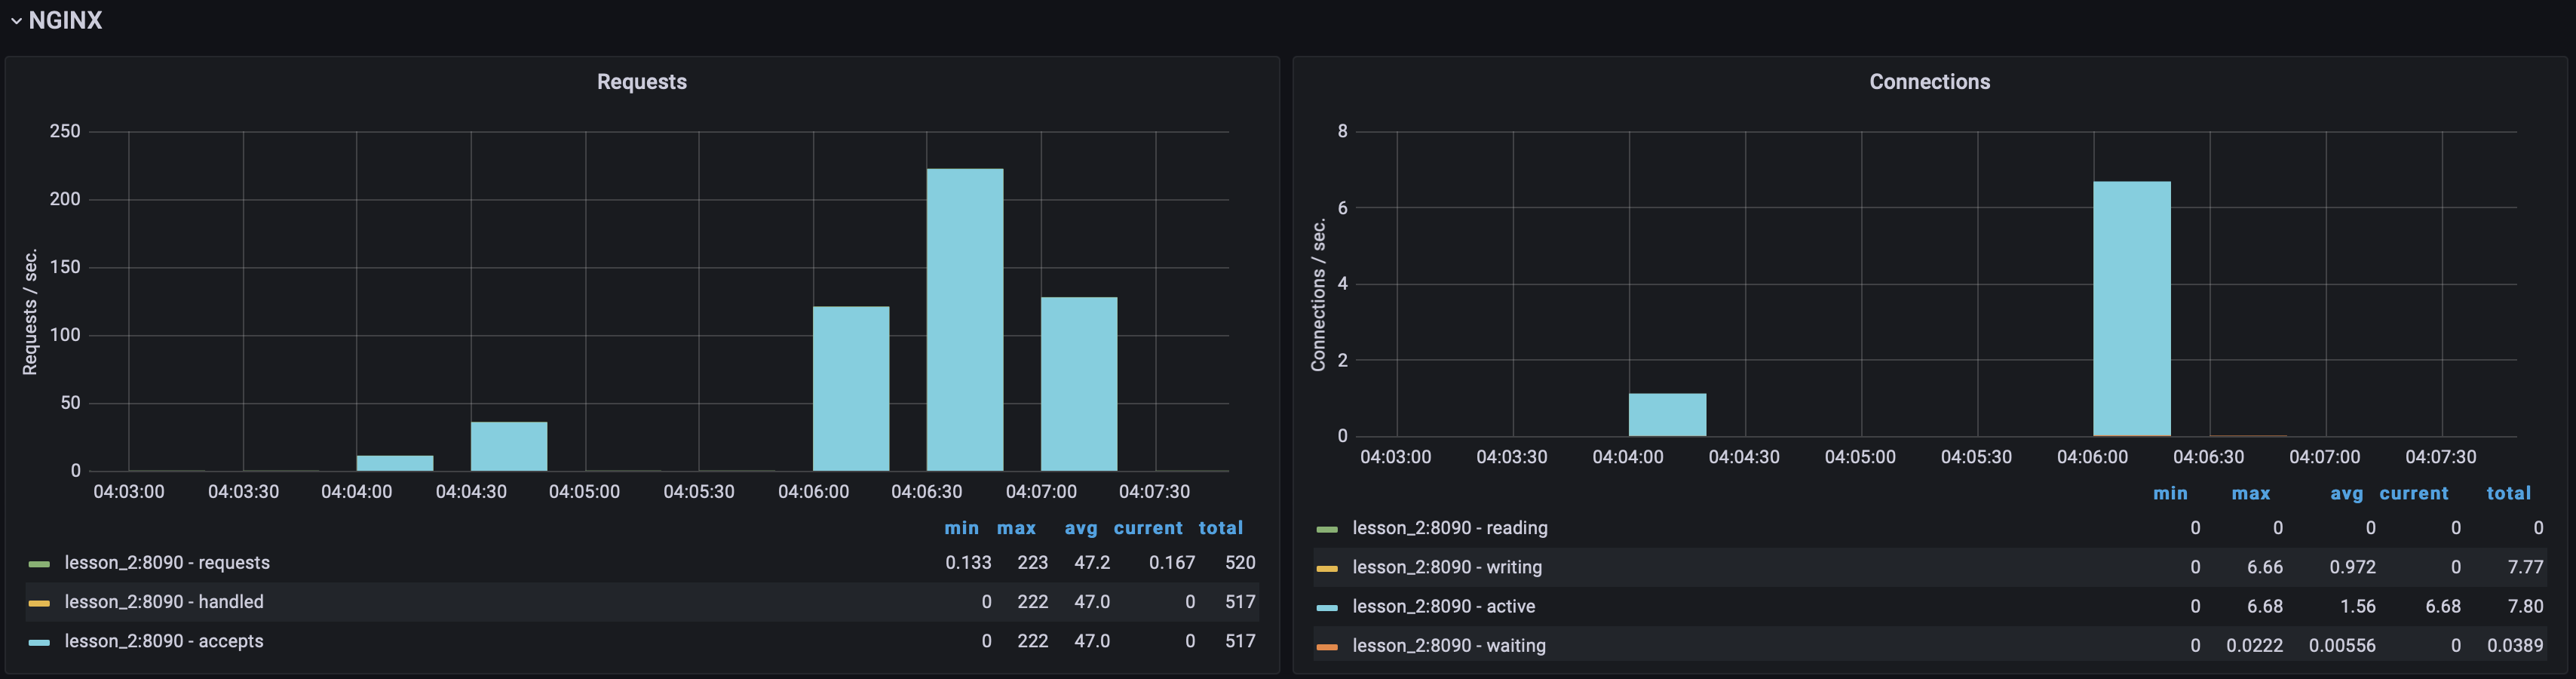 NGINX
Requests
Requests / sec.
250
200
150
100
50
0
04:03:00 04:03:30 04:04:00 04:04:30 04:05:00 04:05:30 04:06:00 04:06:30 04:07:00 04:07:30
min max avg current total
lesson_2:8090 - requests 0.133 223 47.2 0.167 520
lesson_2:8090 - handled 0 222 47.0 0 517
lesson_2:8090 - accepts 0 222 47.0 0 517
Connections
Connections / sec.
8
6
4
2
0
04:03:00 04:03:30 04:04:00 04:04:30 04:05:00 04:05:30 04:06:00 04:06:30 04:07:00 04:07:30
min max avg current total
lesson_2:8090 - reading 0 0 0 0 0
lesson_2:8090 - writing 0 6.66 0.972 0 7.77
lesson_2:8090 - active 0 6.68 1.56 6.68 7.80
lesson_2:8090 - waiting 0 0.0222 0.00556 0 0.0389